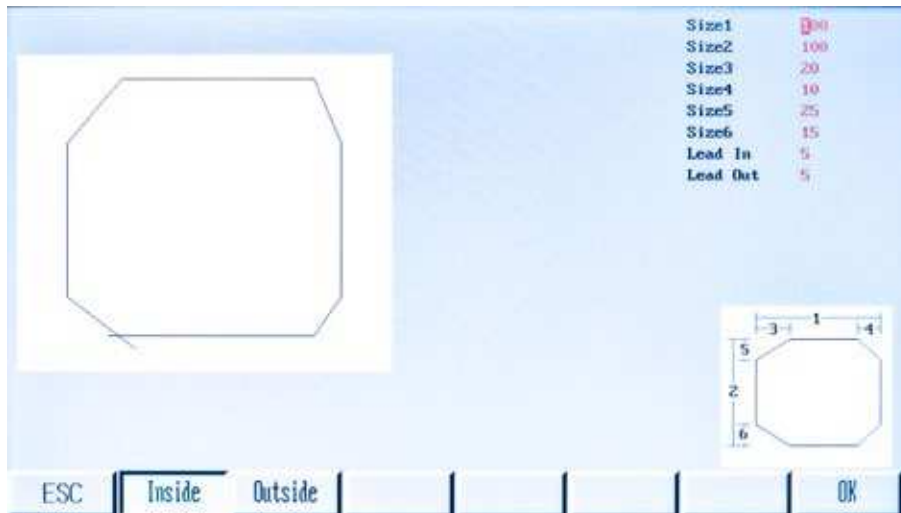 Size1 100
Size2 100
Size3 20
Size4 10
Size5 25
Size6 15
Lead In 5
Lead Out 5
1
3 4
5
2
6
ESC Inside Outside OK